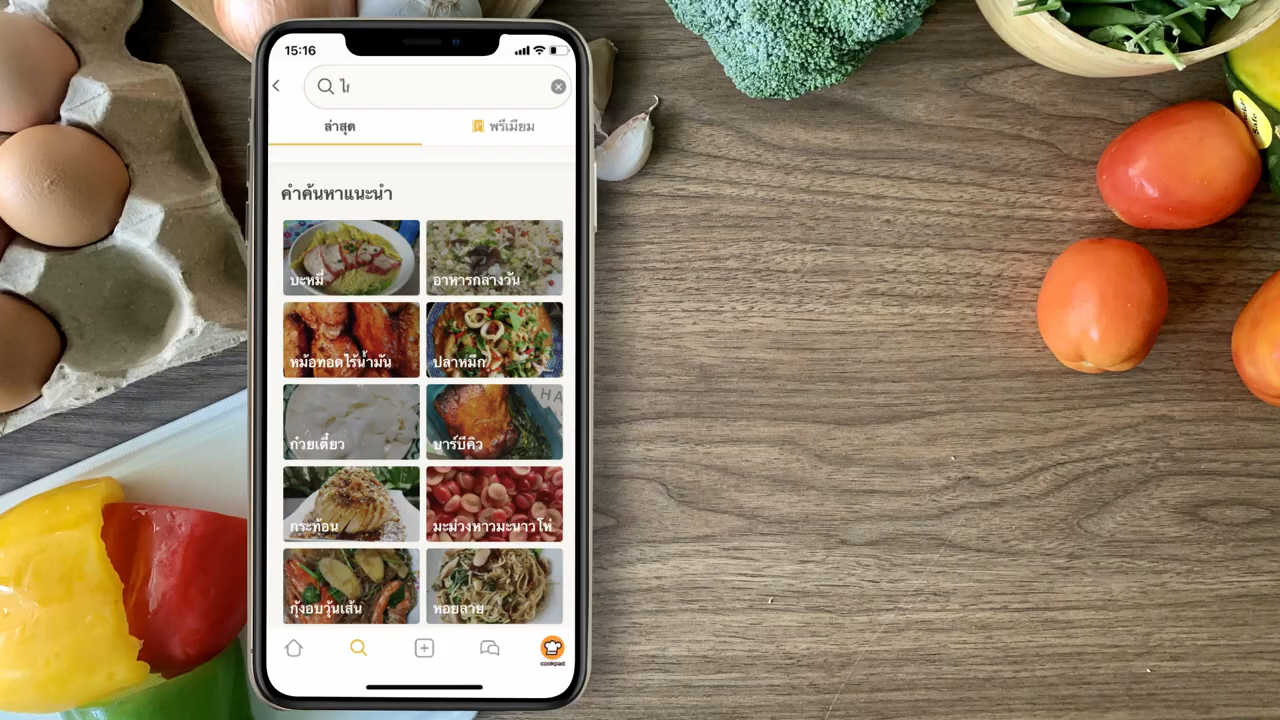 15:16
ล่าสุด
พรีเมียม
คำค้นหาแนะนำ
บะหมี่
อาหารกลางวัน
หม้อทอดไร้น้ำมัน
ปลาหมึก
ก๋วยเตี๋ยว
บาร์บีคิว
กระท้อน
มะม่วงหาวมะนาวโห่
กุ้งอบวุ้นเส้น
หอยลาย
cookpad